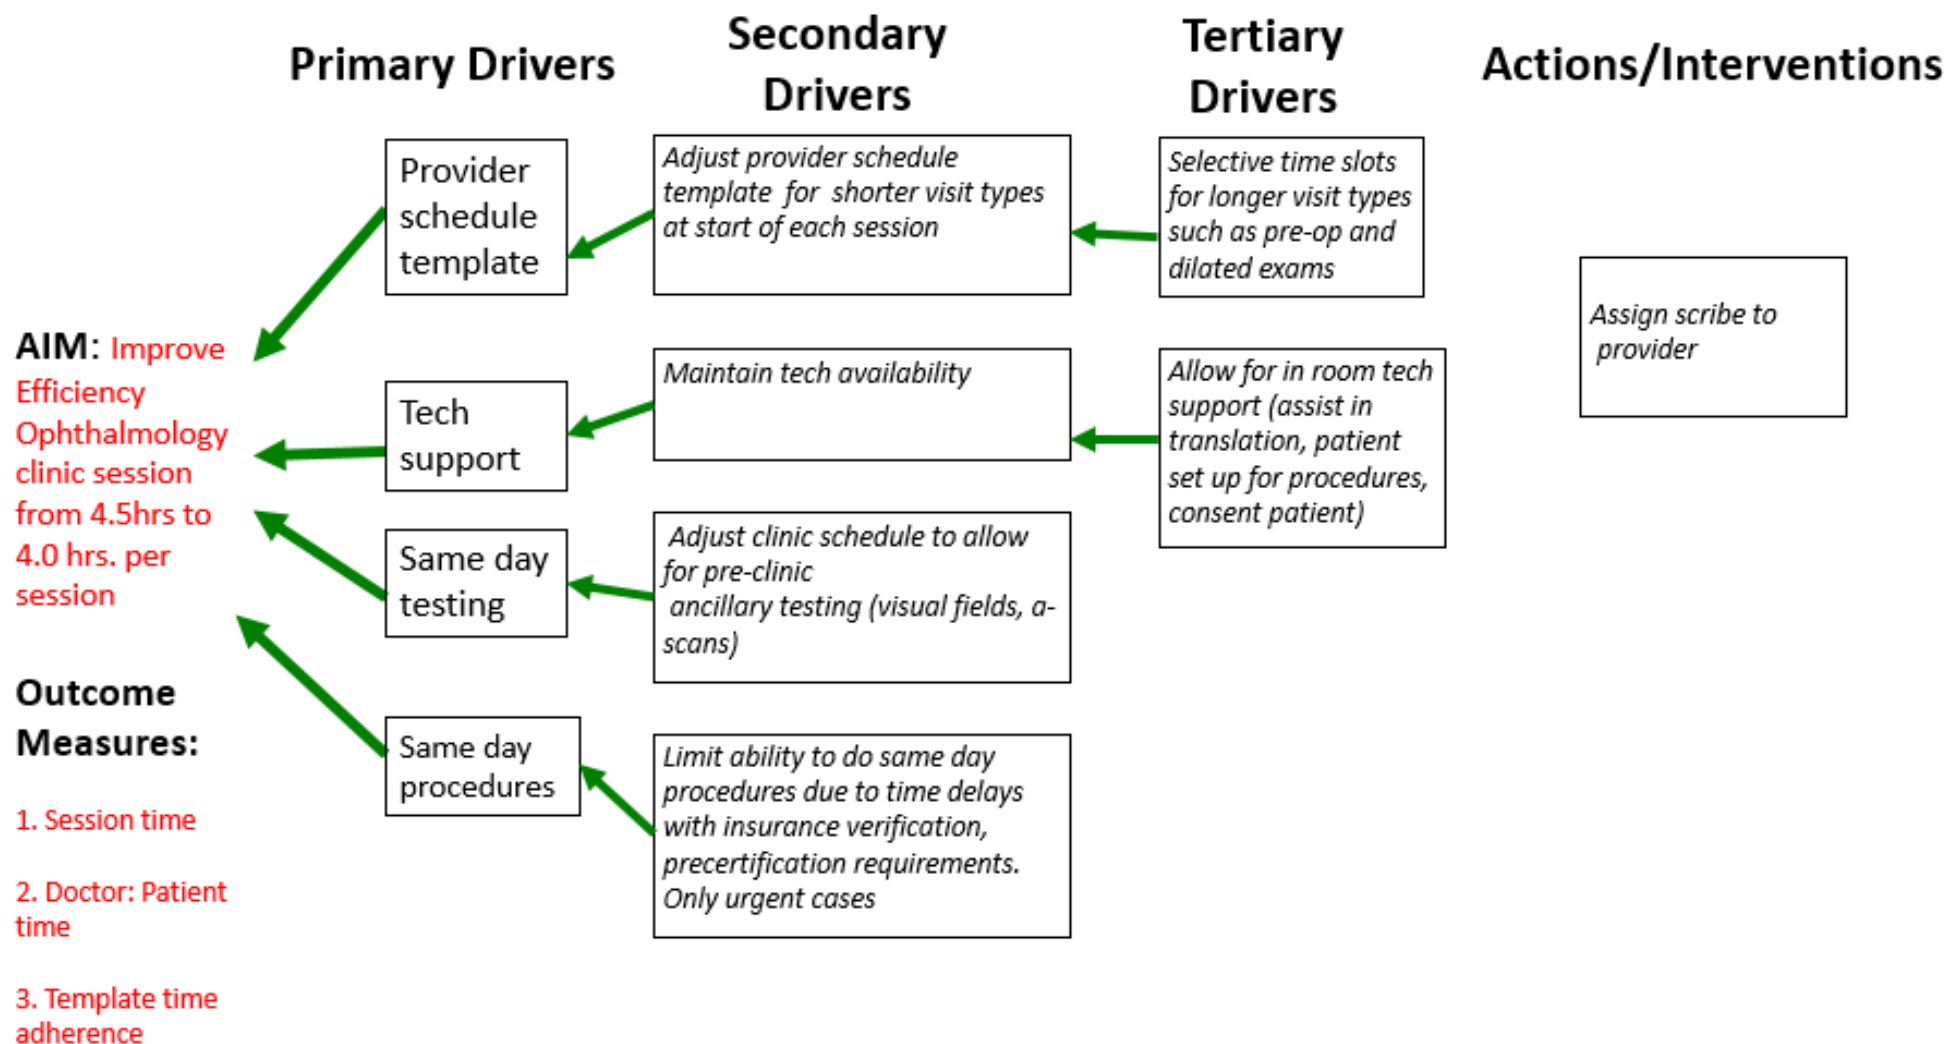 Primary Drivers
Secondary
Drivers
Tertiary
Drivers
Actions/Interventions
AIM: Improve
Efficiency
Ophthalmology
clinic session
from 4.5hrs to
4.0 hrs. per
session
Outcome
Measures:
1. Session time
2. Doctor: Patient
time
3. Template time
adherence
Provider
schedule
template
Tech
support
Same day
testing
Same day
procedures
Adjust provider schedule
template for shorter visit types
at start of each session
Maintain tech availability
Adjust clinic schedule to allow
for pre-clinic
ancillary testing (visual fields, a-
scans)
Limit ability to do same day
procedures due to time delays
with insurance verification,
precertification requirements.
Only urgent cases
Selective time slots
for longer visit types
such as pre-op and
dilated exams
Allow for in room tech
support (assist in
translation, patient
set up for procedures,
consent patient)
Assign scribe to
provider